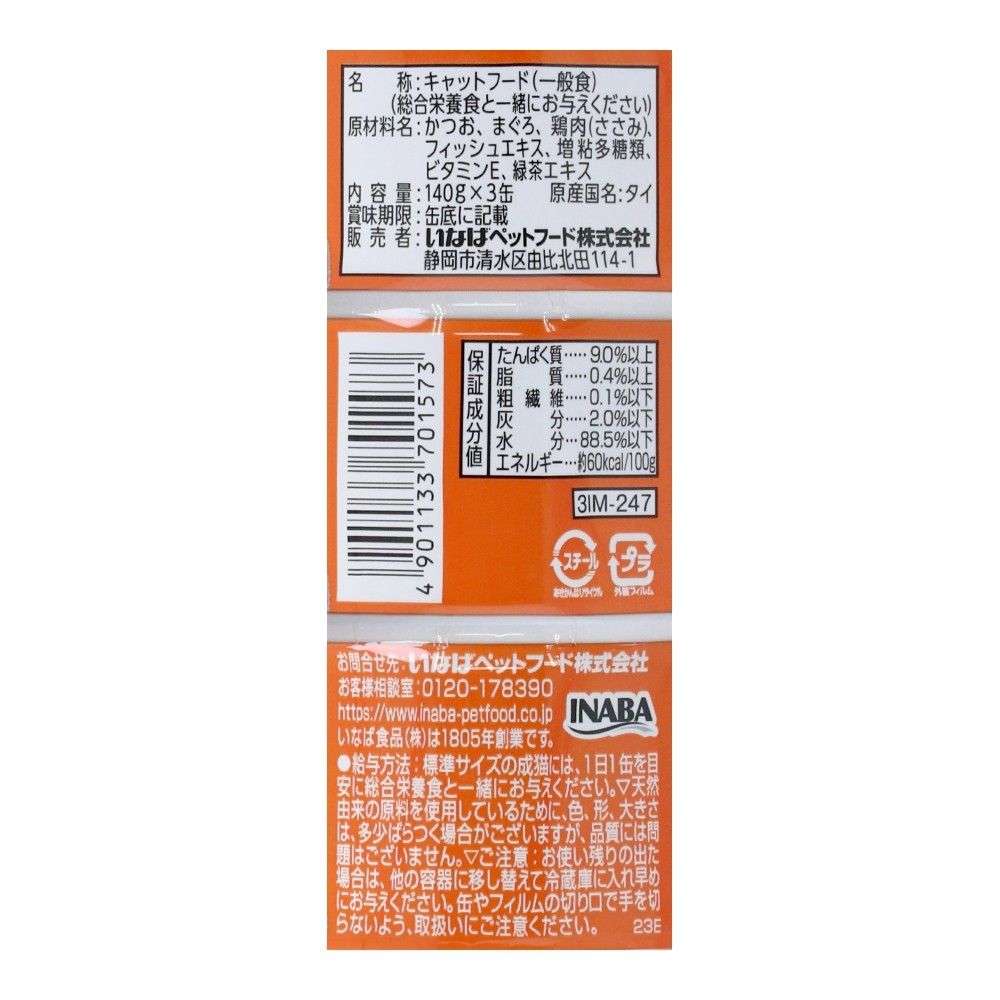 名　　称：キャットフード(一般食)
(総合栄養食と一緒にお与えください)
原材料名：かつお、まぐろ、鶏肉(ささみ)、
フィッシュエキス、増粘多糖類、
ビタミンE、緑茶エキス
内 容 量：140g×3缶　原産国名：タイ
賞味期限：缶底に記載
販 売 者：いなばペットフード株式会社
静岡市清水区由比北田114-1
4 901133 701573
保証成分値
たんぱく質……9.0%以上
脂　　質……0.4%以上
粗 繊 維……0.1%以下
灰　　分……2.0%以下
水　　分…88.5%以下
エネルギー…約60kcal/100g
3IM-247
スチール
プラ
外装フィルム
お問合せ先：いなばペットフード株式会社
お客様相談室：0120-178390
https://www.inaba-petfood.co.jp
INABA
いなば食品(株)は1805年創業です。
●給与方法：標準サイズの成猫には、1日1缶を目
安に総合栄養食と一緒にお与えください。▽天然
由来の原料を使用しているために、色、形、大きさ
は、多少ばらつく場合がございますが、品質には問
題はございません。▽ご注意：お使い残りの出た
場合は、他の容器に移し替えて冷蔵庫に入れ早め
にお与えください。缶やフィルムの切り口で手を切
らないよう、取扱いにご注意ください。
23E